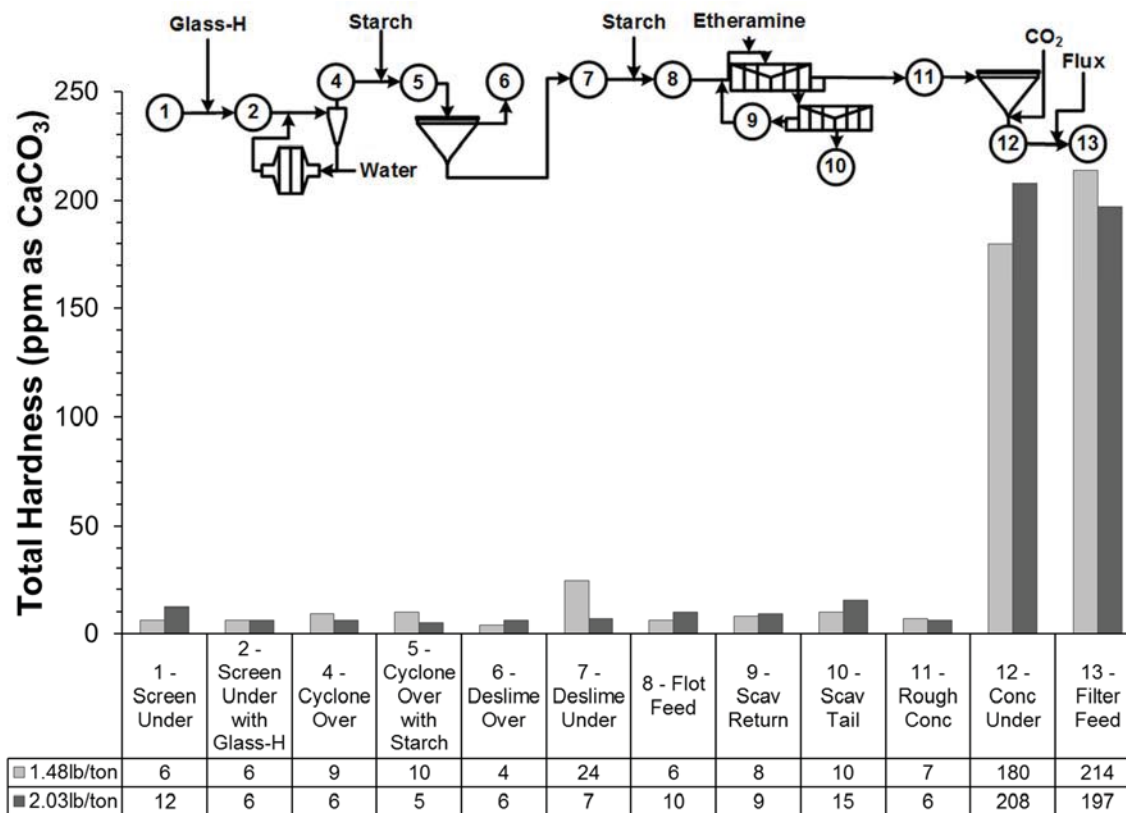 Glass-H
Starch
Starch
Etheramine
CO₂
Flux
1
2
4
5
6
7
8
9
10
11
12
13
Water
Total Hardness (ppm as CaCO₃)
250
200
150
100
50
0
1 -
Screen
Under
2 -
Screen
Under
with
Glass-H
4 -
Cyclone
Over
5 -
Cyclone
Over
with
Starch
6 -
Deslime
Over
7 -
Deslime
Under
8 - Flot
Feed
9 -
Scav
Return
10 -
Scav
Tail
11 -
Rough
Conc
12 -
Conc
Under
13 -
Filter
Feed
1.48lb/ton 6 6 9 10 4 24 6 8 10 7 180 214
2.03lb/ton 12 6 6 5 6 7 10 9 15 6 208 197